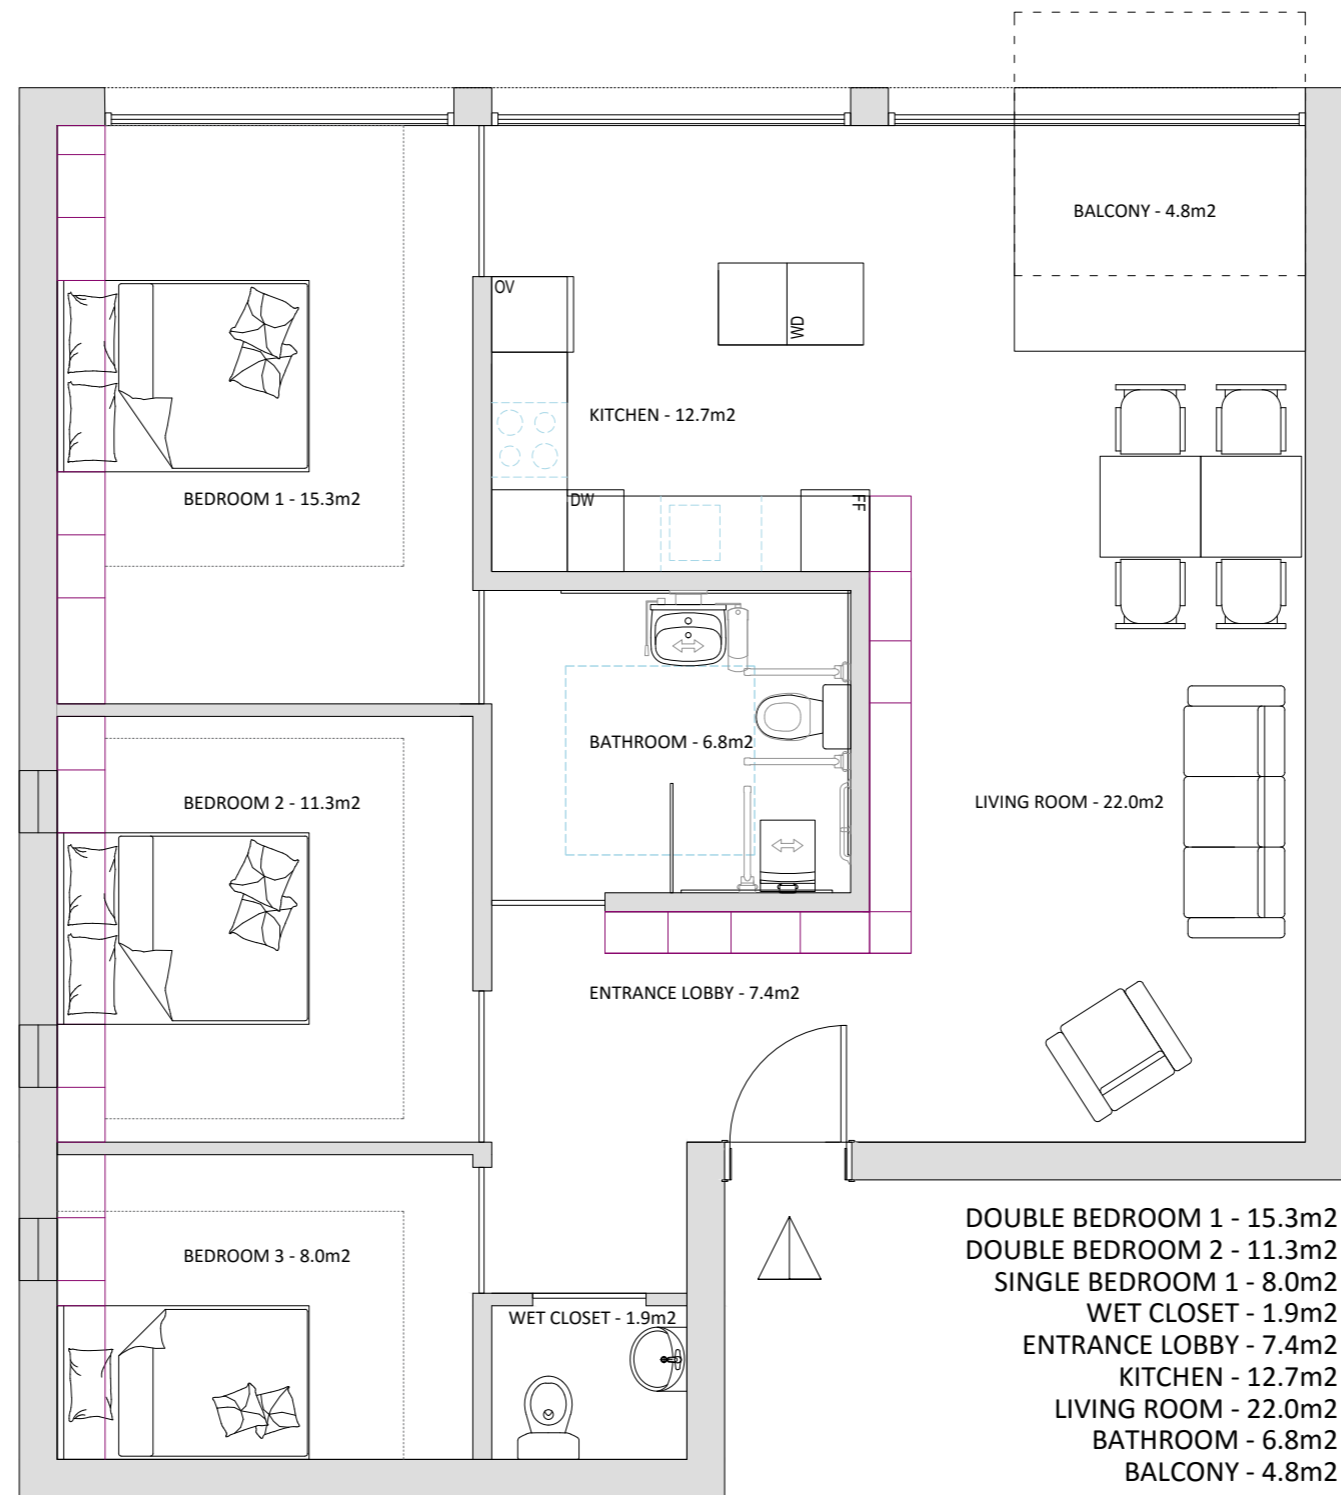 BALCONY - 4.8m2
OV
WD
KITCHEN - 12.7m2
BEDROOM 1 - 15.3m2
DW
FF
BATHROOM - 6.8m2
BEDROOM 2 - 11.3m2
LIVING ROOM - 22.0m2
ENTRANCE LOBBY - 7.4m2
BEDROOM 3 - 8.0m2
WET CLOSET - 1.9m2
DOUBLE BEDROOM 1 - 15.3m2
DOUBLE BEDROOM 2 - 11.3m2
SINGLE BEDROOM 1 - 8.0m2
WET CLOSET - 1.9m2
ENTRANCE LOBBY - 7.4m2
KITCHEN - 12.7m2
LIVING ROOM - 22.0m2
BATHROOM - 6.8m2
BALCONY - 4.8m2